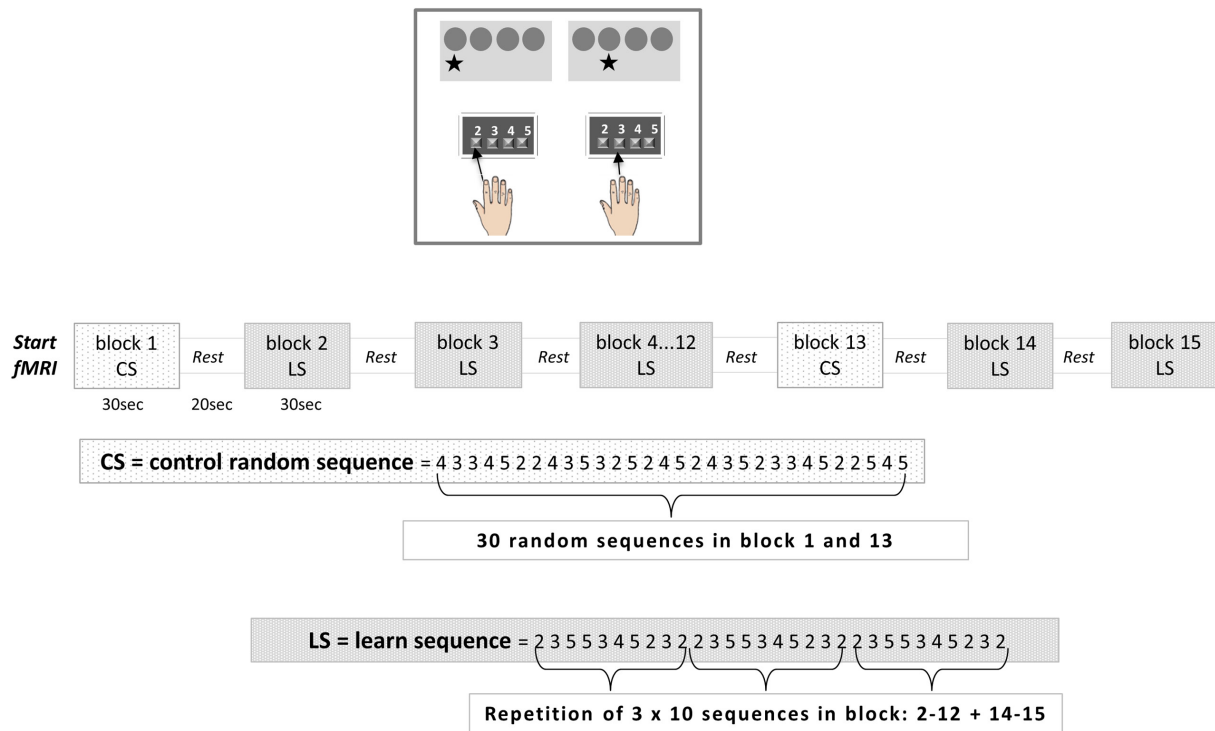 2 3 4 5
2 3 4 5
Start
fMRI
block 1
CS
Rest
block 2
LS
Rest
block 3
LS
Rest
block 4...12
LS
Rest
block 13
CS
Rest
block 14
LS
Rest
block 15
LS
30sec
20sec
30sec
CS = control random sequence = 4 3 3 4 5 2 2 4 3 5 3 2 5 2 4 5 2 4 3 5 2 3 3 4 5 2 2 5 4 5
30 random sequences in block 1 and 13
LS = learn sequence = 2 3 5 5 3 4 5 2 3 2 2 3 5 5 3 4 5 2 3 2 2 3 5 5 3 4 5 2 3 2
Repetition of 3 x 10 sequences in block: 2-12 + 14-15